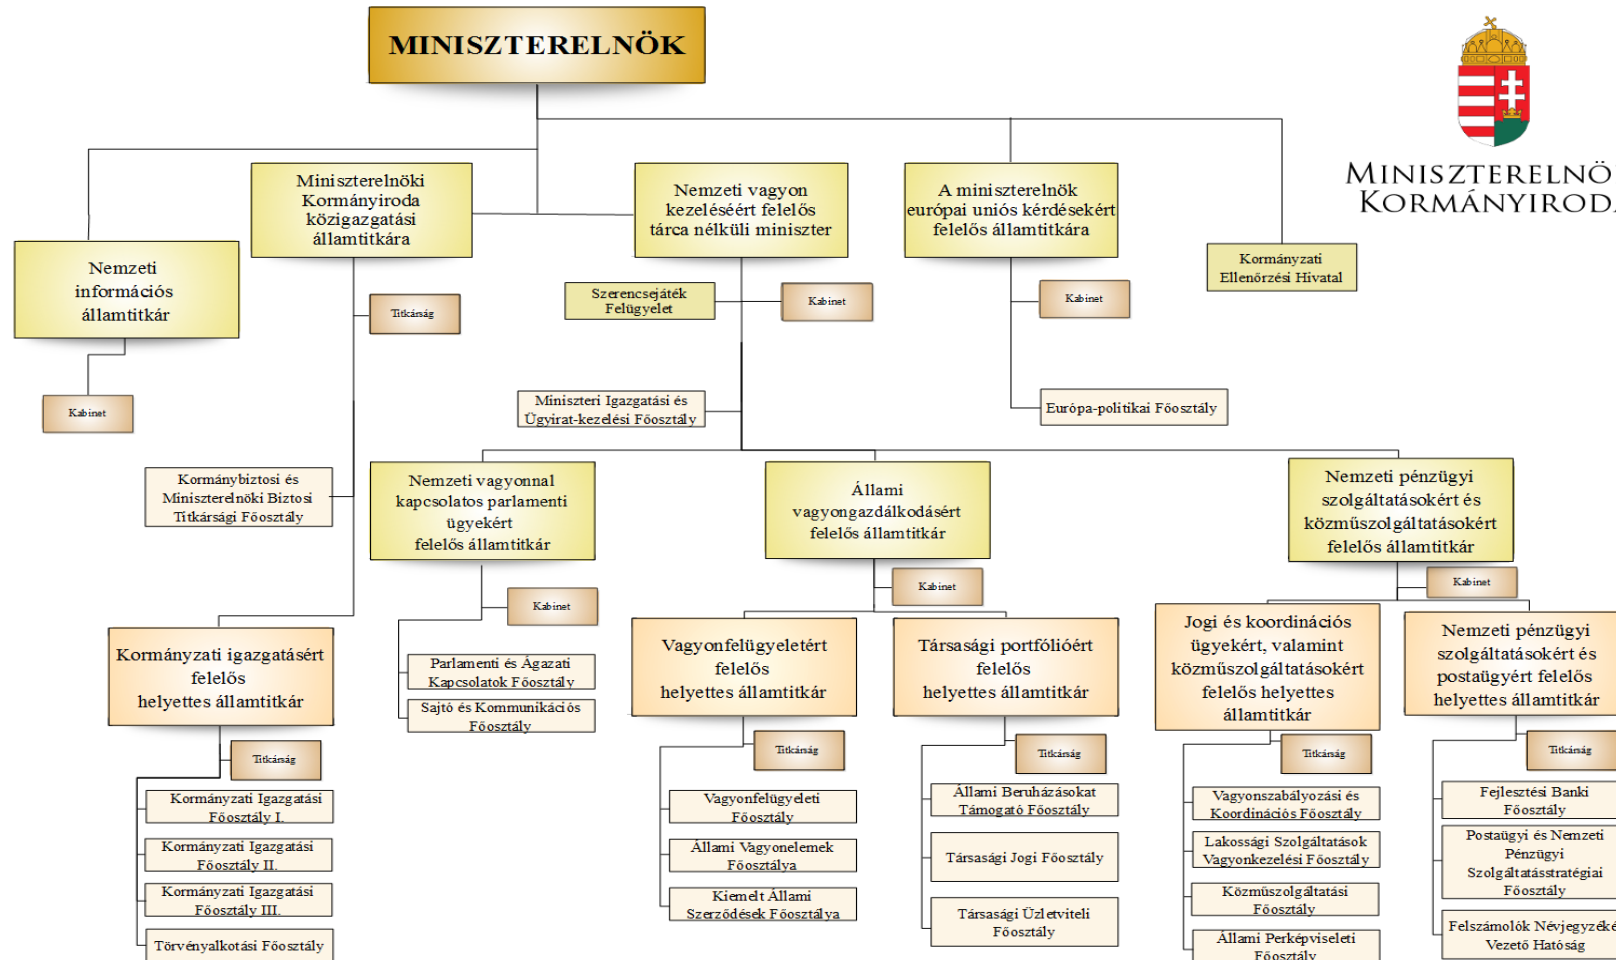 MINISZTERELNÖK
MINISZTERELNÖ
KORMÁNYIRODA
Miniszterelnöki
Kormányiroda
közigazgatási
államtitkára
Nemzeti vagyon
kezeléséért felelős
tárca nélküli miniszter
A miniszterelnök
európai uniós kérdésekért
felelős államtitkára
Nemzeti
információs
államtitkár
Kormányzati
Ellenőrzési Hivatal
Titkárság
Szerencsejáték
Felügyelet
Kabinet
Kabinet
Kabinet
Miniszteri Igazgatási és
Ügyirat-kezelési Főosztály
Európa-politikai Főosztály
Kormánybiztosi és
Miniszterelnöki Biztosi
Titkársági Főosztály
Nemzeti vagyonnal
kapcsolatos parlamenti
ügyekért
felelős államtitkár
Állami
vagyongazdálkodásért
felelős államtitkár
Nemzeti pénzügyi
szolgáltatásokért és
közműszolgáltatásokért
felelős államtitkár
Kabinet
Kabinet
Kabinet
Kormányzati igazgatásért
felelős
helyettes államtitkár
Parlamenti és Ágazati
Kapcsolatok Főosztály
Sajtó és Kommunikációs
Főosztály
Vagyonfelügyeletért
felelős
helyettes államtitkár
Társasági portfólióért
felelős
helyettes államtitkár
Jogi és koordinációs
ügyekért, valamint
közműszolgáltatásokért
felelős helyettes
államtitkár
Nemzeti pénzügyi
szolgáltatásokért és
postaügyért felelős
helyettes államtitkár
Titkárság
Titkárság
Titkárság
Titkárság
Titkárság
Kormányzati Igazgatási
Főosztály I.
Kormányzati Igazgatási
Főosztály II.
Kormányzati Igazgatási
Főosztály III.
Törvényalkotási Főosztály
Vagyonfelügyeleti
Főosztály
Állami Vagyonelemek
Főosztálya
Kiemelt Állami
Szerződések Főosztálya
Állami Beruházásokat
Támogató Főosztály
Társasági Jogi Főosztály
Társasági Üzletviteli
Főosztály
Vagyonszabályozási és
Koordinációs Főosztály
Lakossági Szolgáltatások
Vagyonkezelési Főosztály
Közműszolgáltatási
Főosztály
Állami Perképviseleti
Főosztály
Fejlesztési Banki
Főosztály
Postaügyi és Nemzeti
Pénzügyi
Szolgáltatásstratégiai
Főosztály
Felszámolók Névjegyzéké
Vezető Hatóság